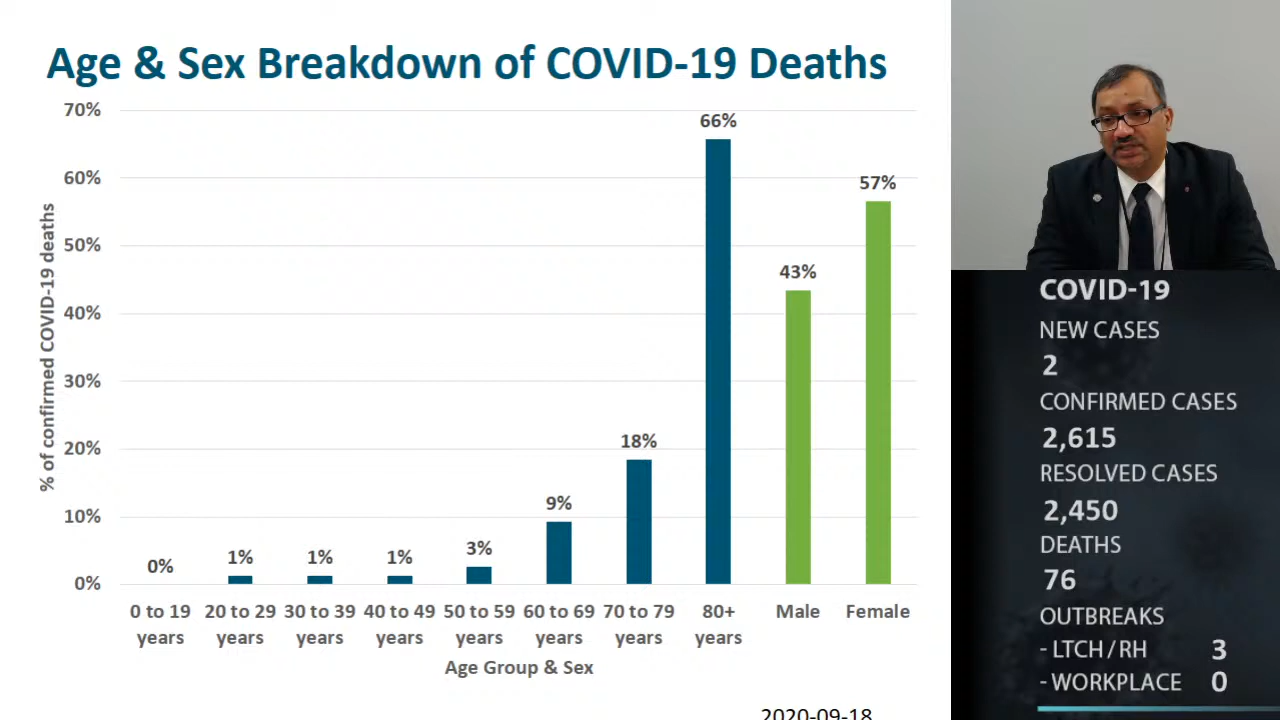 Age & Sex Breakdown of COVID-19 Deaths
70%
60%
50%
40%
30%
20%
10%
0%
% of confirmed COVID-19 deaths
0%
1%
1%
1%
3%
9%
18%
66%
43%
57%
0 to 19 years
20 to 29 years
30 to 39 years
40 to 49 years
50 to 59 years
60 to 69 years
70 to 79 years
80+ years
Male
Female
Age Group & Sex
2020-09-18
COVID-19
NEW CASES
2
CONFIRMED CASES
2,615
RESOLVED CASES
2,450
DEATHS
76
OUTBREAKS
- LTCH / RH 3
- WORKPLACE 0